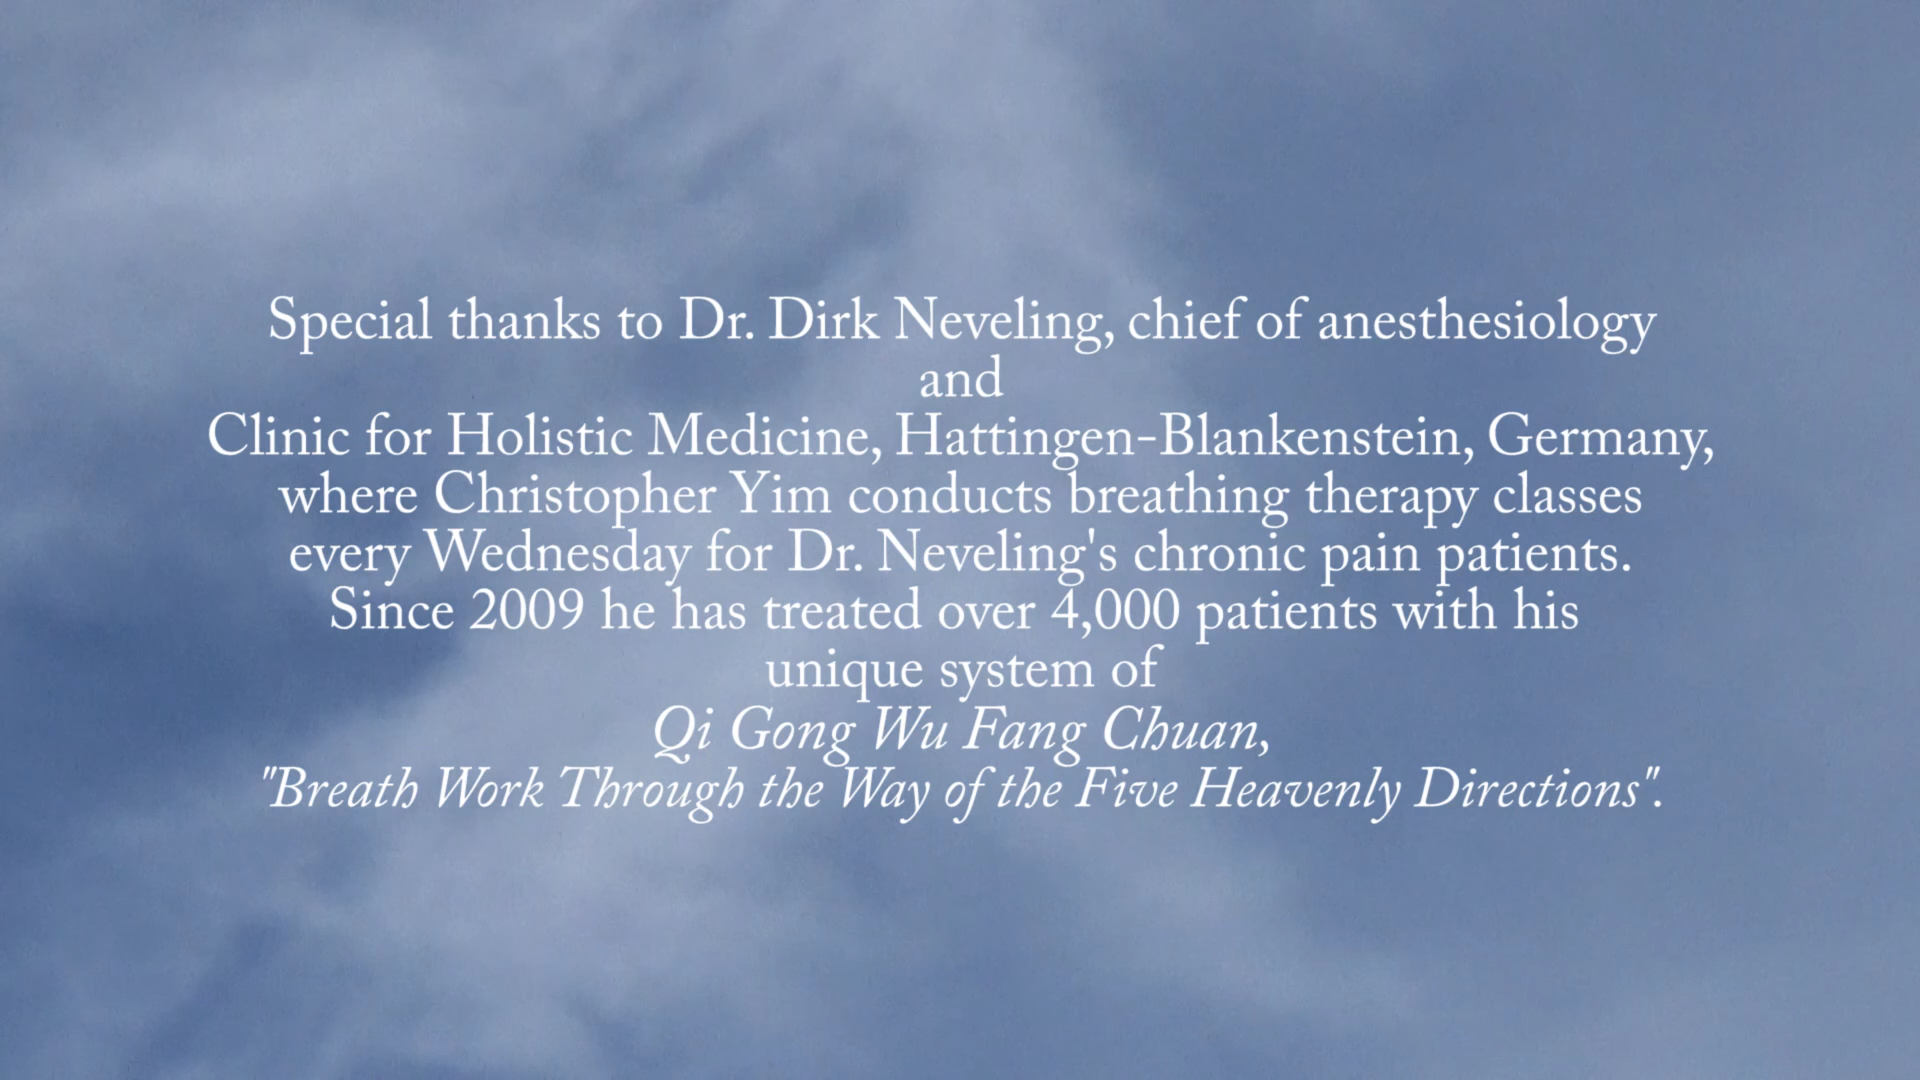 Special thanks to Dr. Dirk Neveling, chief of anesthesiology
and
Clinic for Holistic Medicine, Hattingen-Blankenstein, Germany,
where Christopher Yim conducts breathing therapy classes
every Wednesday for Dr. Neveling's chronic pain patients.
Since 2009 he has treated over 4,000 patients with his
unique system of
Qi Gong Wu Fang Chuan,
"Breath Work Through the Way of the Five Heavenly Directions".